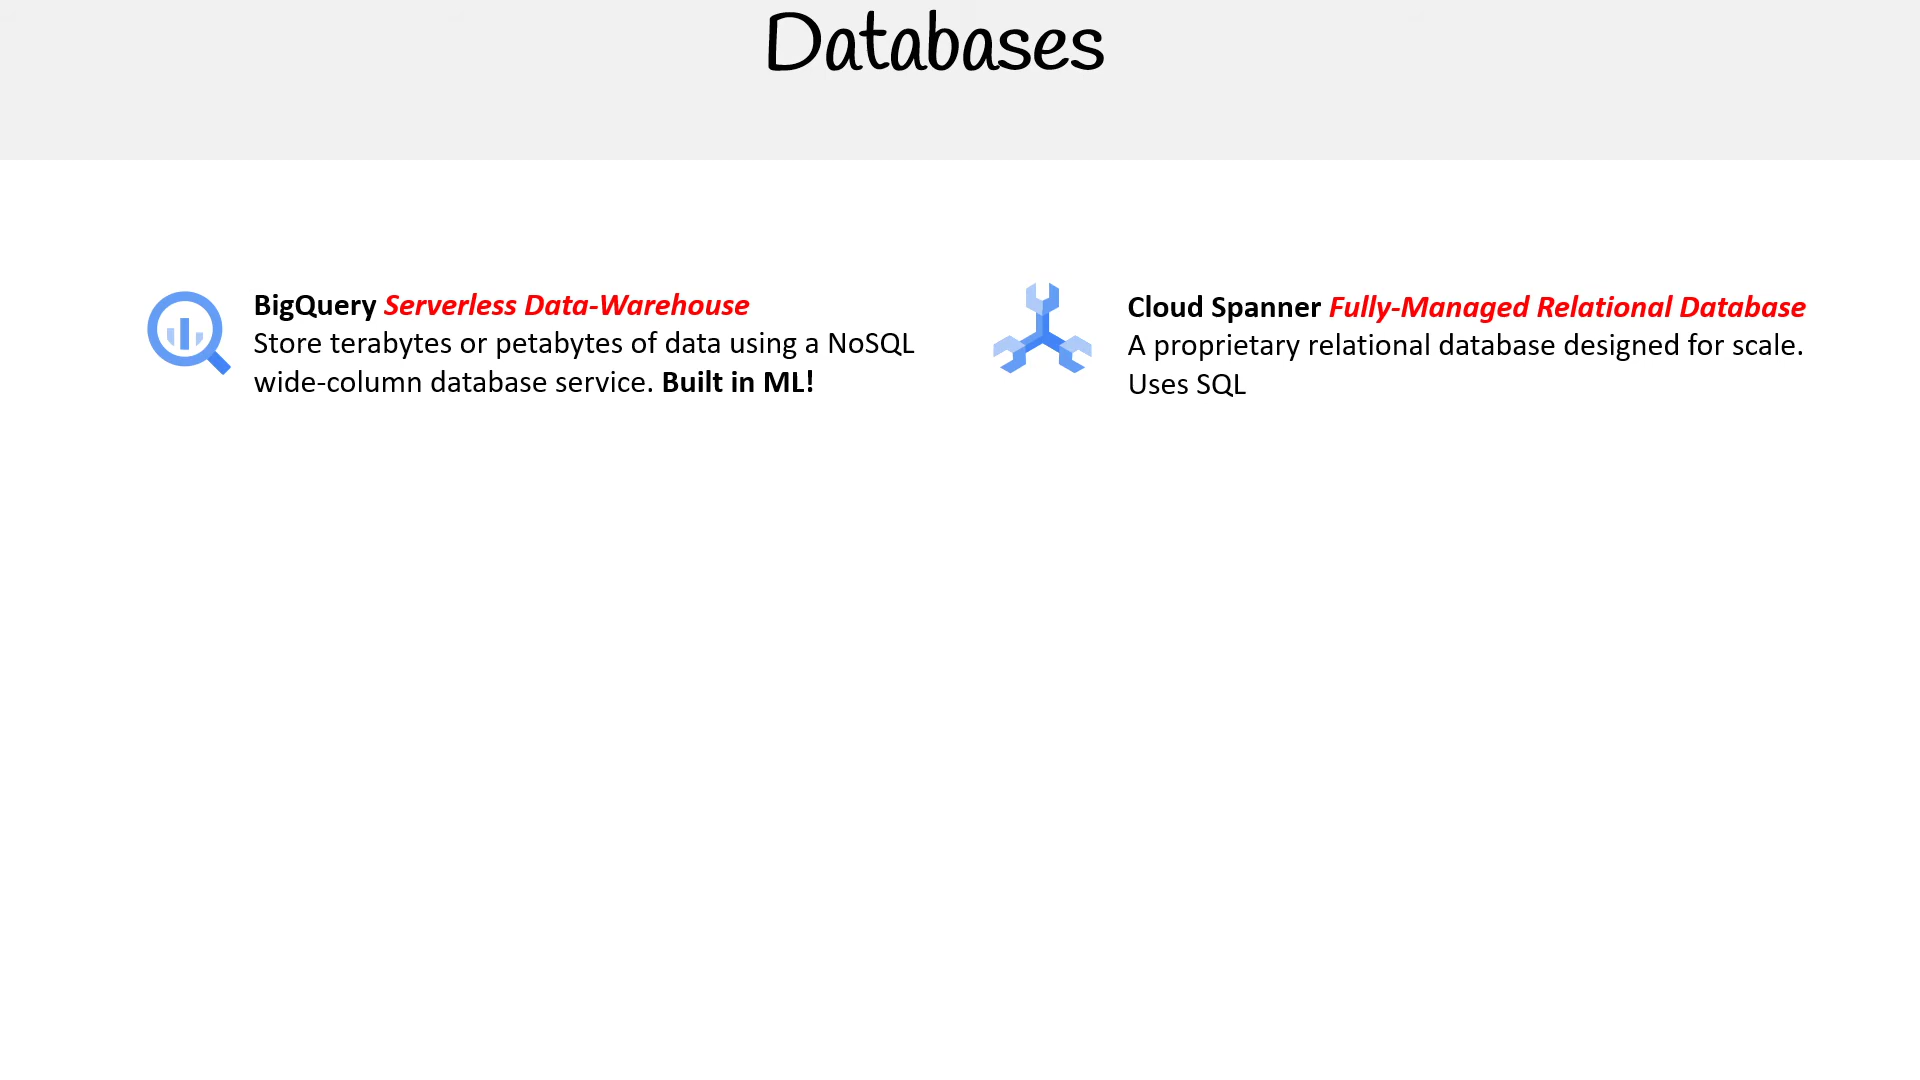 Databases
BigQuery Serverless Data-Warehouse
Store terabytes or petabytes of data using a NoSQL
wide-column database service. Built in ML!
Cloud Spanner Fully-Managed Relational Database
A proprietary relational database designed for scale.
Uses SQL